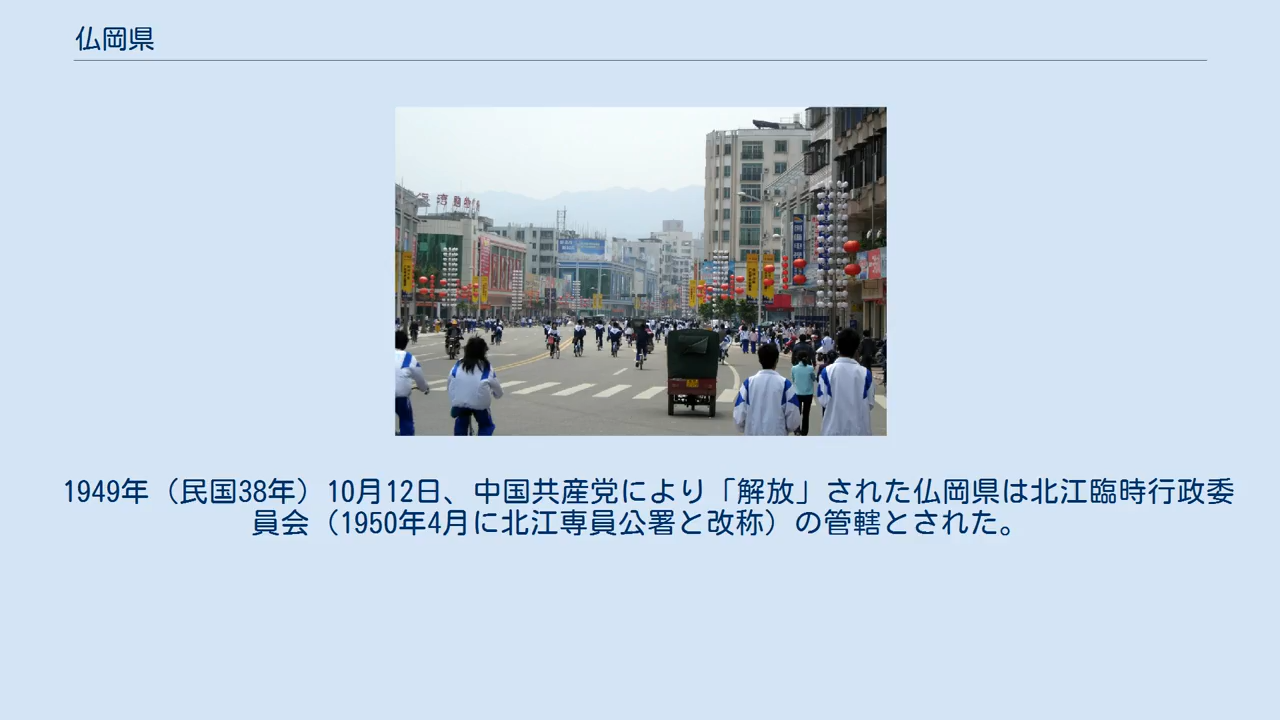 仏岡県
1949年（民国38年）10月12日、中国共産党により「解放」された仏岡県は北江臨時行政委
員会（1950年4月に北江専員公署と改称）の管轄とされた。